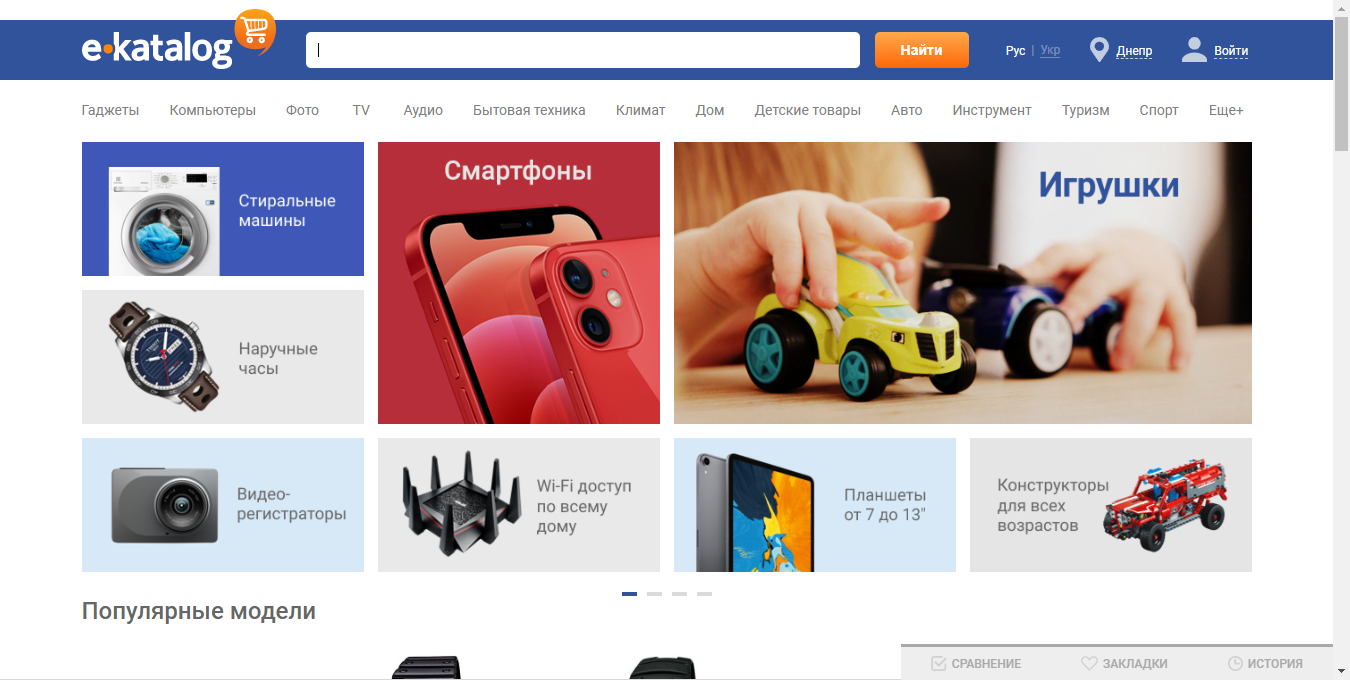 e•katalog
Найти
Рус | Укр
Днепр
Войти
Гаджеты Компьютеры Фото TV Аудио Бытовая техника Климат Дом Детские товары Авто Инструмент Туризм Спорт Еще+
Стиральные
машины
Смартфоны
Игрушки
Наручные
часы
Видео-
регистраторы
Wi-Fi доступ
по всему
дому
Планшеты
от 7 до 13"
Конструкторы
для всех
возрастов
Популярные модели
СРАВНЕНИЕ
ЗАКЛАДКИ
ИСТОРИЯ